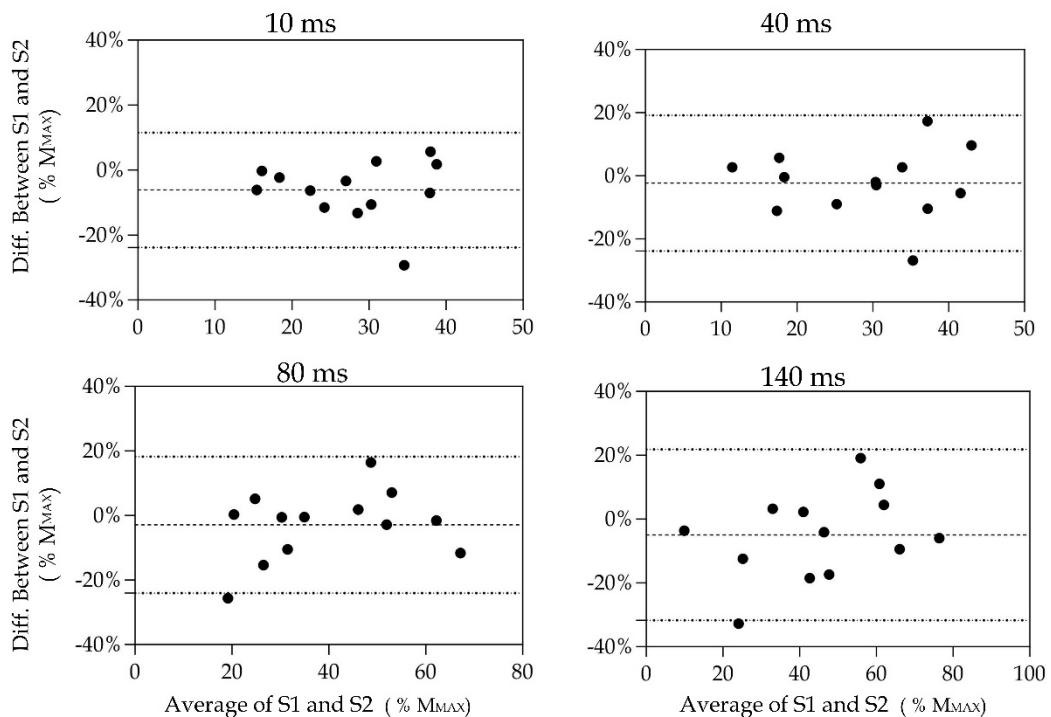 10 ms
40%
20%
0%
-20%
-40%
0 10 20 30 40 50
Diff. Between S1 and S2
( % MMAX)
40 ms
40%
20%
0%
-20%
-40%
0 10 20 30 40 50
80 ms
40%
20%
0%
-20%
-40%
0 20 40 60 80
Diff. Between S1 and S2
( % MMAX)
Average of S1 and S2 ( % MMAX)
140 ms
40%
20%
0%
-20%
-40%
0 20 40 60 80 100
Average of S1 and S2 ( % MMAX)